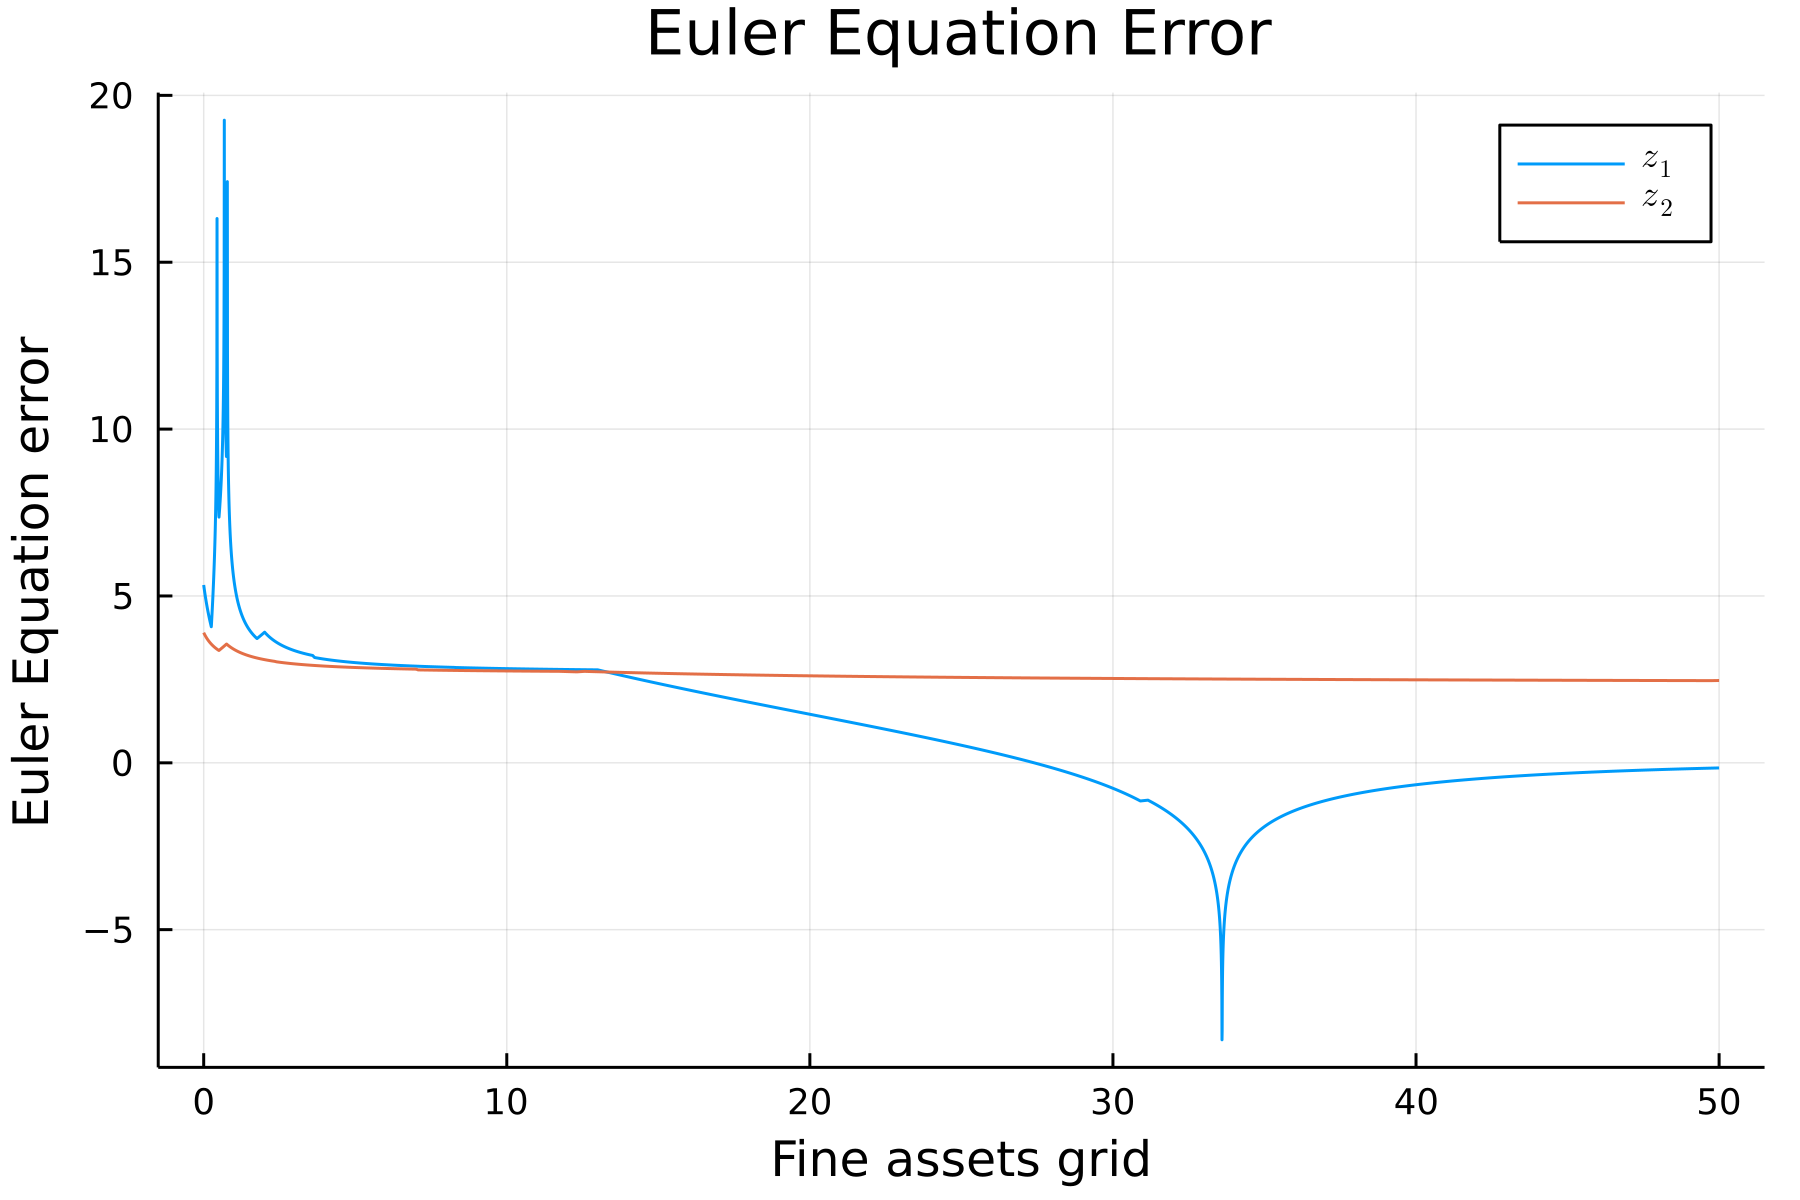 Euler Equation Error
Euler Equation error
20
15
10
5
0
−5
z₁
z₂
0 10 20 30 40 50
Fine assets grid